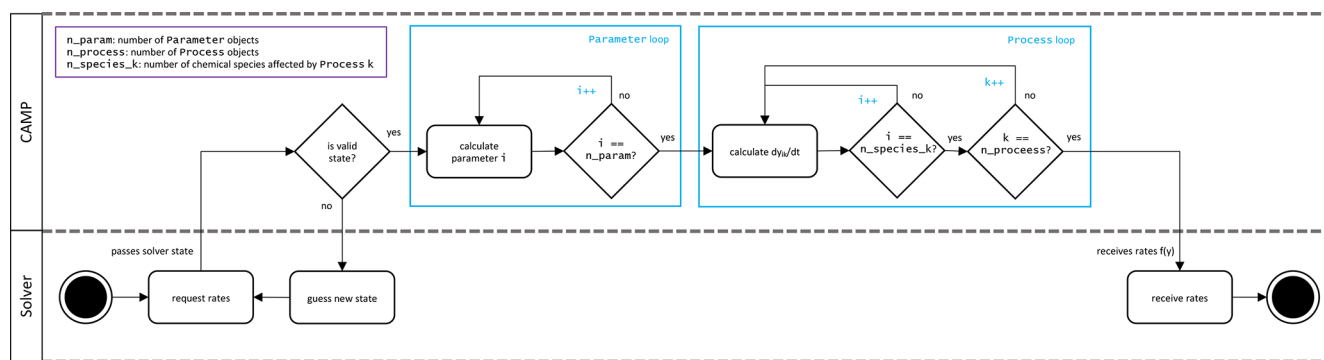 CAMP
n_param: number of Parameter objects
n_process: number of Process objects
n_species_k: number of chemical species affected by Process k
Parameter loop
Process loop
is valid
state?
yes
no
calculate
parameter i
i++
no
i ==
n_param?
yes
calculate dyᵢₖ/dt
i++
no
i ==
n_species_k?
yes
k++
no
k ==
n_proceess?
yes
Solver
passes solver state
request rates
guess new state
receives rates f(y)
receive rates